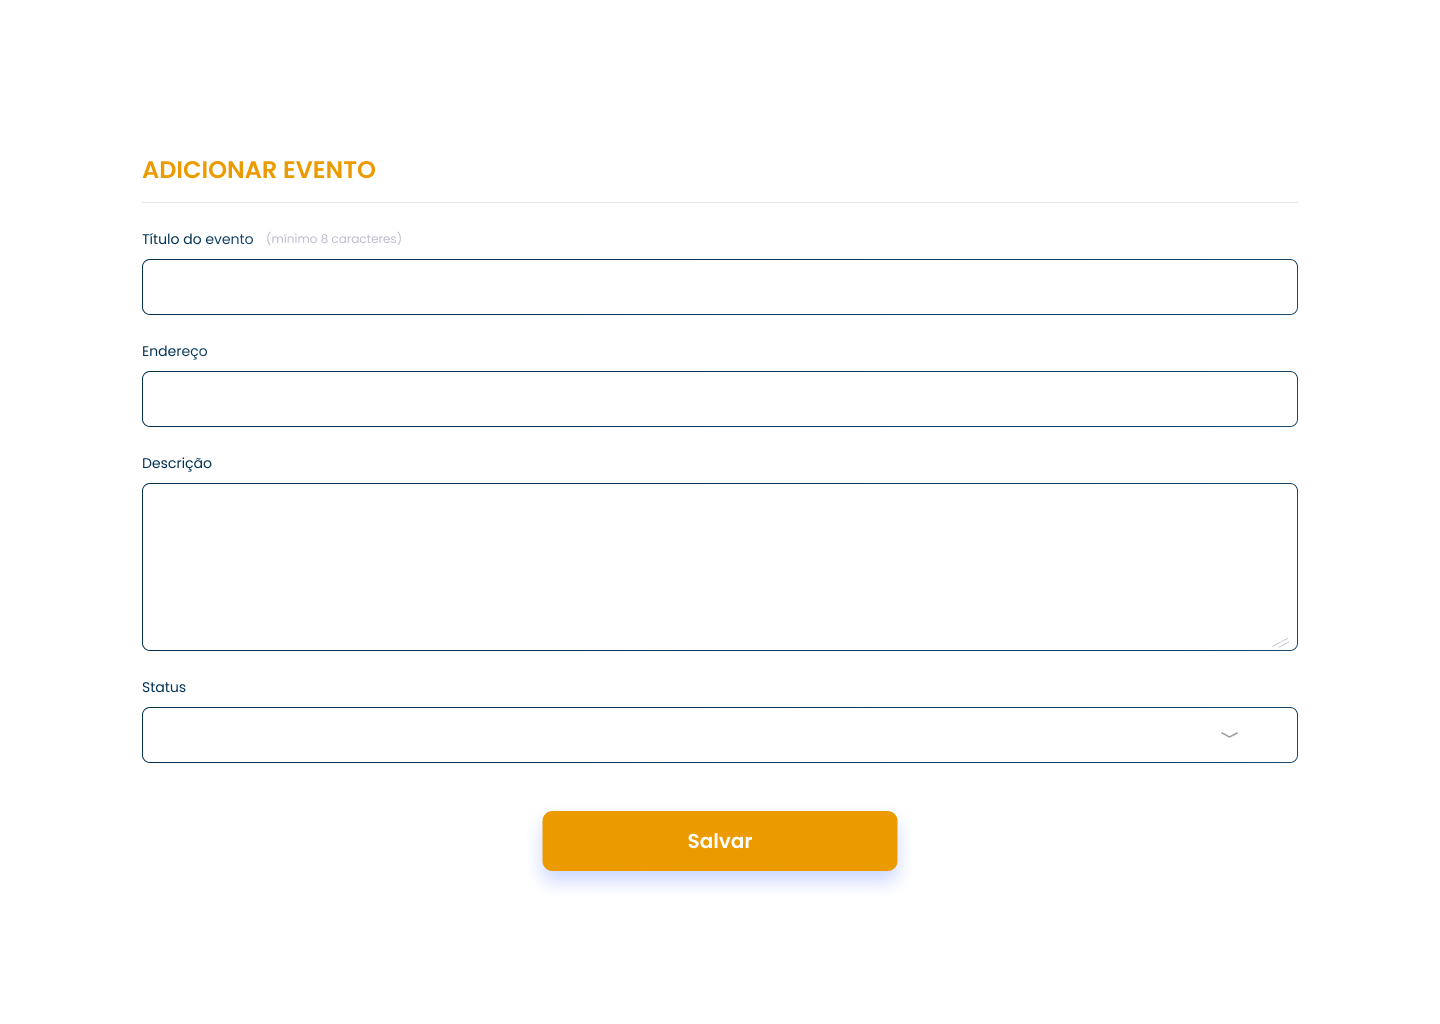 ADICIONAR EVENTO
Título do evento (mínimo 8 caracteres)
Endereço
Descrição
Status
Salvar